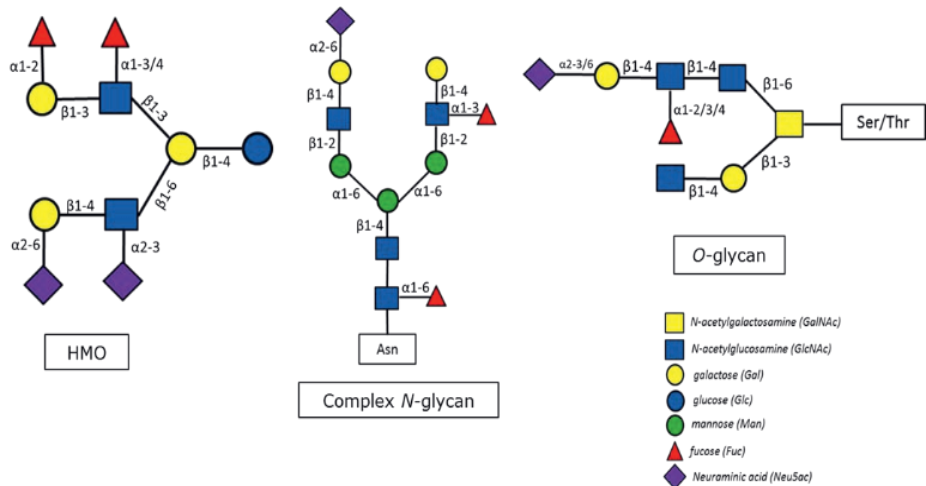 α1-2
α1-3/4
β1-3
β1-3
β1-4
β1-6
β1-4
α2-6
α2-3
HMO
α2-6
β1-4
β1-4
α1-3
β1-2
β1-2
α1-6
α1-6
β1-4
α1-6
Asn
Complex N-glycan
α2-3/6
β1-4
β1-4
β1-6
α1-2/3/4
Ser/Thr
β1-3
β1-4
O-glycan
N-acetylgalactosamine (GalNAc)
N-acetylglucosamine (GlcNAc)
galactose (Gal)
glucose (Glc)
mannose (Man)
fucose (Fuc)
Neuraminic acid (Neu5ac)